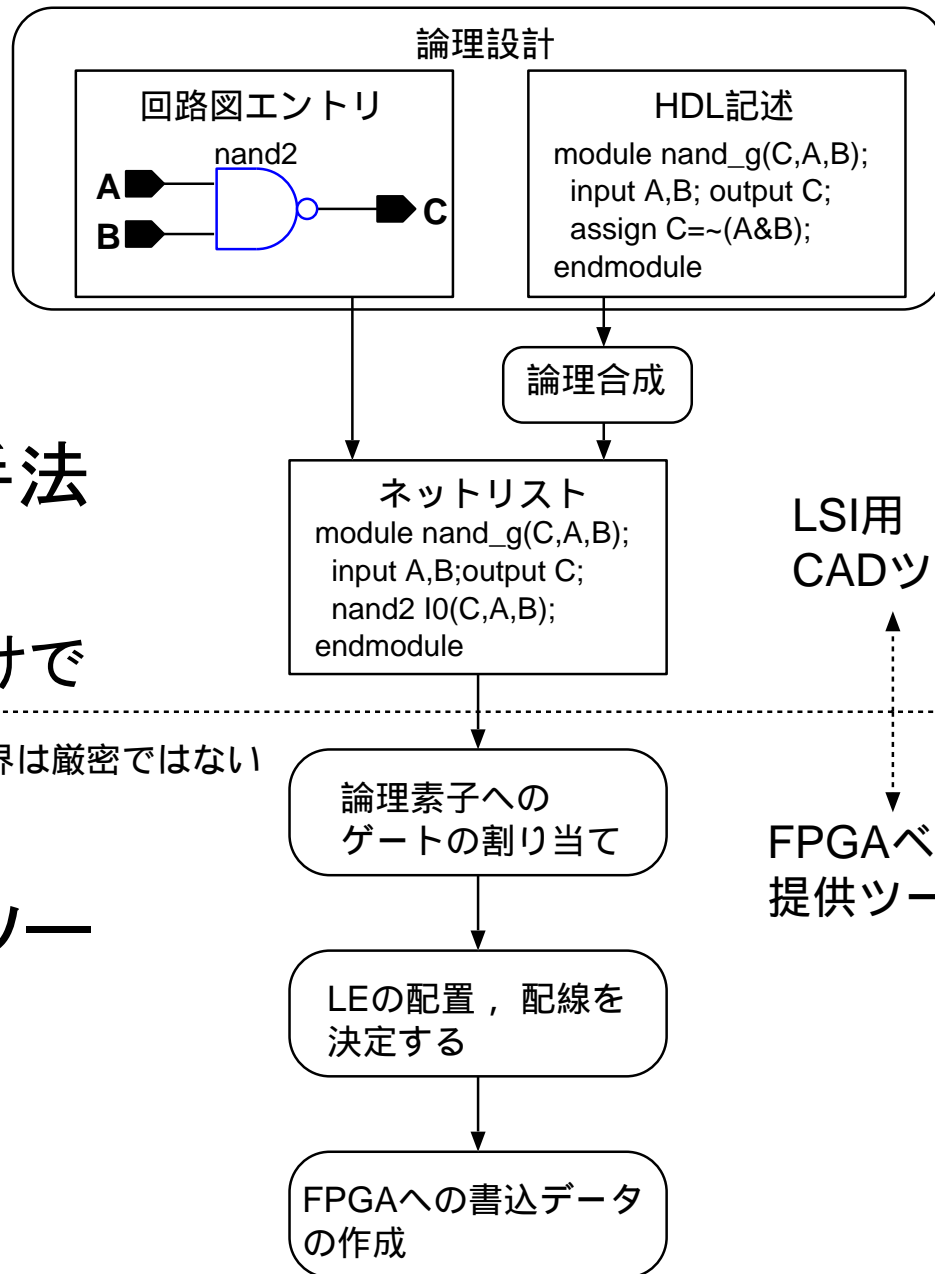 論理設計
回路図エントリ
nand2
A
B
C
HDL記述
module nand_g(C,A,B);
input A,B; output C;
assign C=~(A&B);
endmodule
論理合成
手法
ネットリスト
module nand_g(C,A,B);
input A,B;output C;
nand2 I0(C,A,B);
endmodule
LSI用
CADツ
けで
界は厳密ではない
論理素子への
ゲートの割り当て
FPGAベ
提供ツー
ツー
LEの配置，配線を
決定する
FPGAへの書込データ
の作成